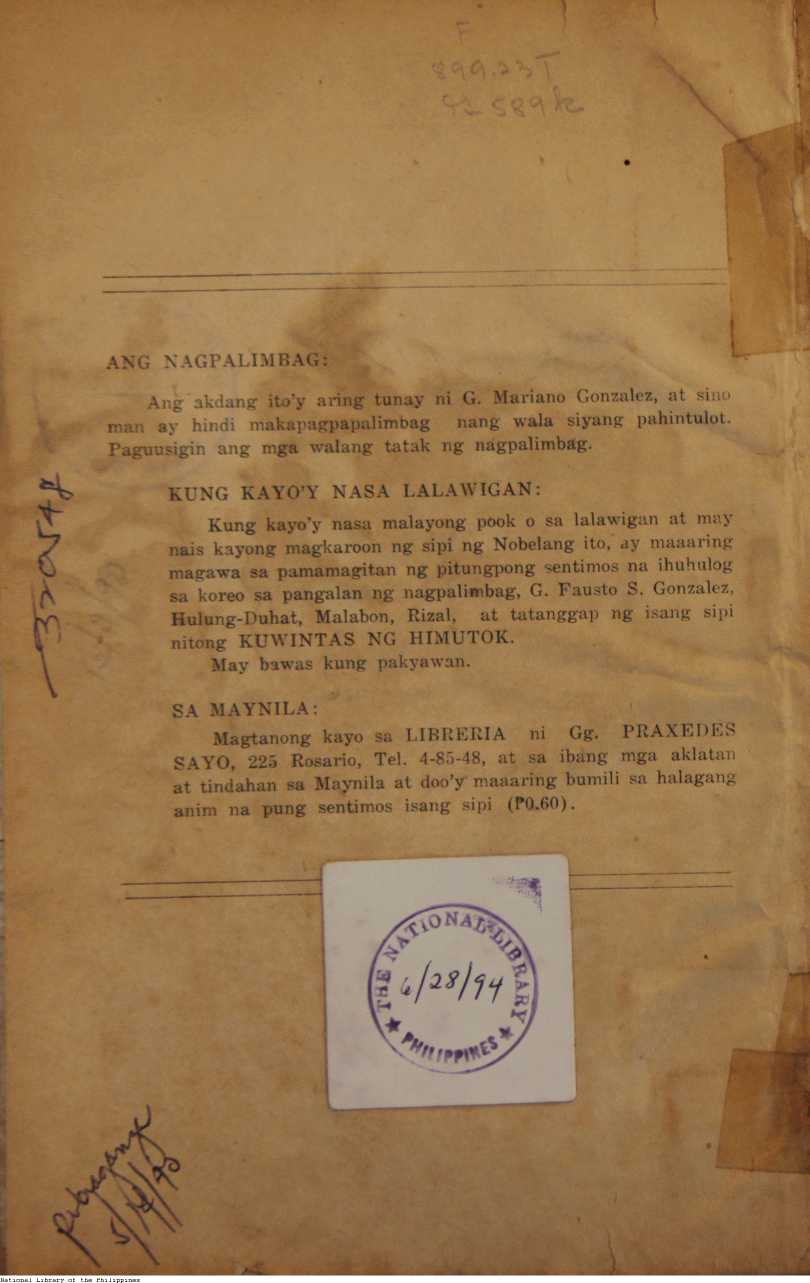 F
899.23T
G589k
ANG NAGPALIMBAG:
Ang akdang ito'y aring tunay ni G. Mariano Gonzalez, at sino
man ay hindi makapagpapalimbag nang wala siyang pahintulot.
Paguusigin ang mga walang tatak ng nagpalimbag.
KUNG KAYO'Y NASA LALAWIGAN:
Kung kayo'y nasa malayong pook o sa lalawigan at may
nais kayong magkaroon ng sipi ng Nobelang ito, ay maaaring
magawa sa pamamagitan ng pitungpong sentimos na ihuhulog
sa koreo sa pangalan ng nagpalimbag, G. Fausto S. Gonzalez,
Hulung-Duhat, Malabon, Rizal, at tatanggap ng isang sipi
nitong KUWINTAS NG HIMUTOK.
May bawas kung pakyawan.
SA MAYNILA:
Magtanong kayo sa LIBRERIA ni Gg. PRAXEDES
SAYO, 225 Rosario, Tel. 4-85-48, at sa ibang mga aklatan
at tindahan sa Maynila at doo'y maaaring bumili sa halagang
anim na pung sentimos isang sipi (₱0.60).
THE NATIONAL LIBRARY
6/28/94
PHILIPPINES
National Library of the Philippines